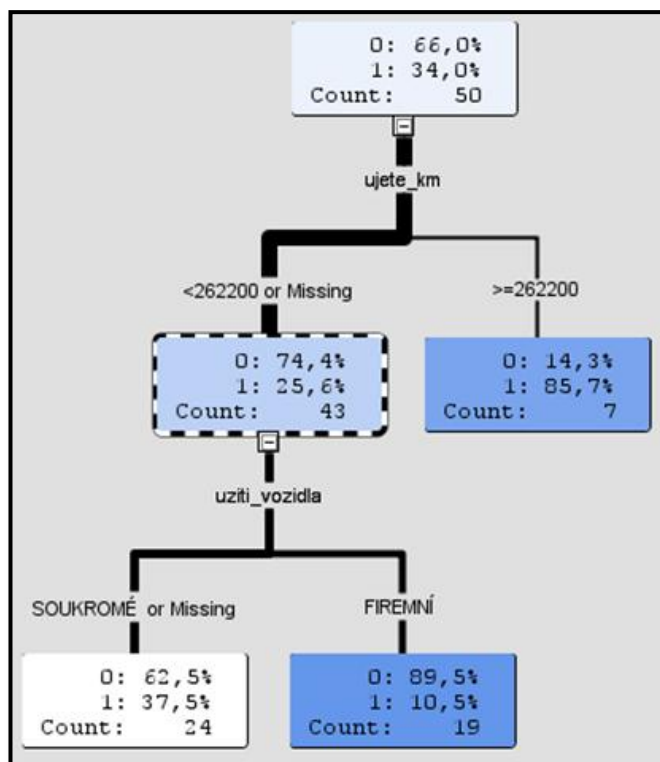 0: 66,0%
1: 34,0%
Count: 50
ujete_km
<262200 or Missing
>=262200
0: 74,4%
1: 25,6%
Count: 43
0: 14,3%
1: 85,7%
Count: 7
uziti_vozidla
SOUKROMÉ or Missing
FIREMNÍ
0: 62,5%
1: 37,5%
Count: 24
0: 89,5%
1: 10,5%
Count: 19